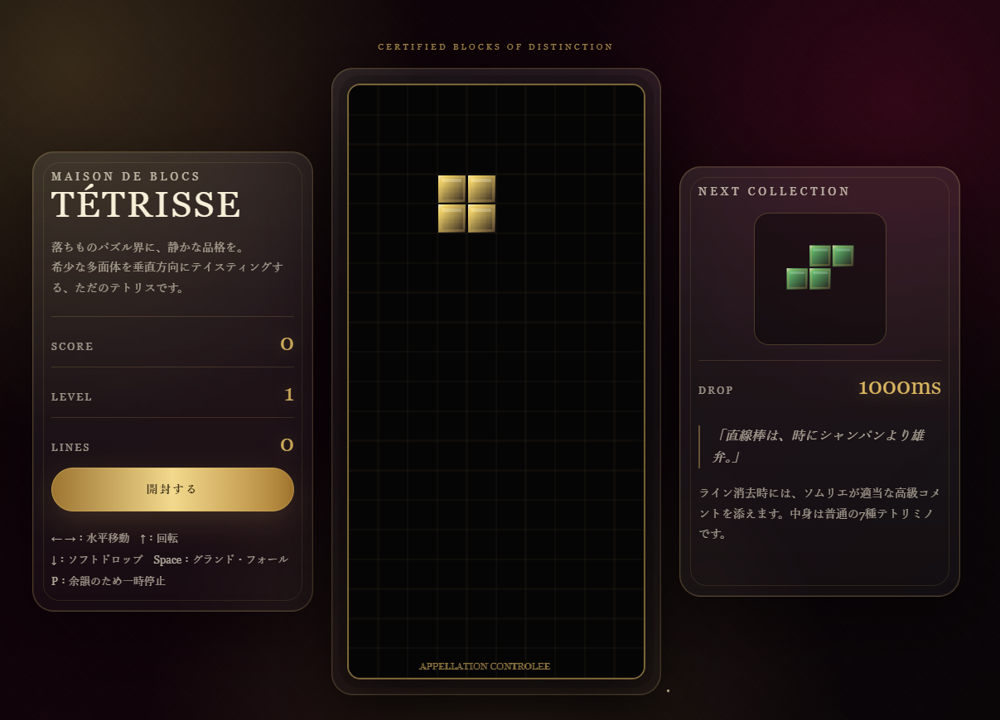 CERTIFIED BLOCKS OF DISTINCTION
MAISON DE BLOCS
TÉTRISSE
落ちものパズル界に、静かな品格を。
希少な多面体を垂直方向にテイスティングす
る、ただのテトリスです。
SCORE 0
LEVEL 1
LINES 0
開封する
←→：水平移動 ↑：回転
↓：ソフトドロップ Space：グランド・フォール
P：余韻のため一時停止
APPELLATION CONTROLEE
NEXT COLLECTION
DROP 1000ms
「直線棒は、時にシャンパンより雄
弁。」
ライン消去時には、ソムリエが適当な高級コメ
ントを添えます。中身は普通の7種テトリミノ
です。